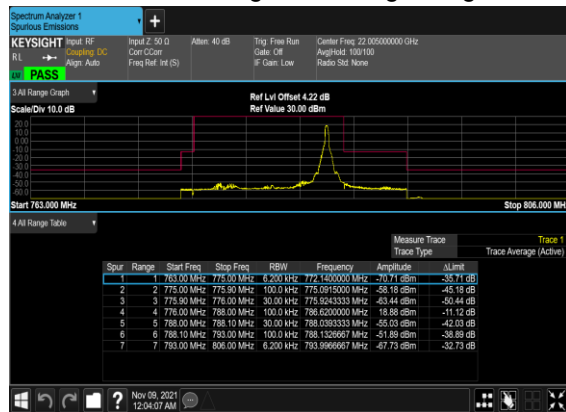 Spectrum Analyzer 1
Spurious Emissions
KEYSIGHT Input: RF Input Z: 50 Ω Atten: 40 dB Trig: Free Run Center Freq: 22.005000000 GHz
RL Coupling: DC Corr CCorr Gate: Off Avg|Hold: 100/100
Align: Auto Freq Ref: Int (S) IF Gain: Low Radio Std: None
LXI PASS
3 All Range Graph
Ref Lvl Offset 4.22 dB
Scale/Div 10.0 dB Ref Value 30.00 dBm
20.0
10.0
0.00
-10.0
-20.0
-30.0
-40.0
-50.0
-60.0
Start 763.000 MHz Stop 806.000 MH
4 All Range Table
Measure Trace Trace 1
Trace Type Trace Average (Active)
Spur Range Start Freq Stop Freq RBW Frequency Amplitude ΔLimit
1 1 763.00 MHz 775.00 MHz 6.200 kHz 772.1400000 MHz -70.71 dBm -35.71 dB
2 2 775.00 MHz 775.90 MHz 100.0 kHz 775.0915000 MHz -58.18 dBm -45.18 dB
3 3 775.90 MHz 776.00 MHz 30.00 kHz 775.9243333 MHz -63.44 dBm -50.44 dB
4 4 776.00 MHz 788.00 MHz 100.0 kHz 786.6200000 MHz 18.88 dBm -11.12 dB
5 5 788.00 MHz 788.10 MHz 30.00 kHz 788.0393333 MHz -55.03 dBm -42.03 dB
6 6 788.10 MHz 793.00 MHz 100.0 kHz 788.1326667 MHz -51.89 dBm -38.89 dB
7 7 793.00 MHz 806.00 MHz 6.200 kHz 793.9966667 MHz -67.73 dBm -32.73 dB
Nov 09, 2021
12:04:07 AM